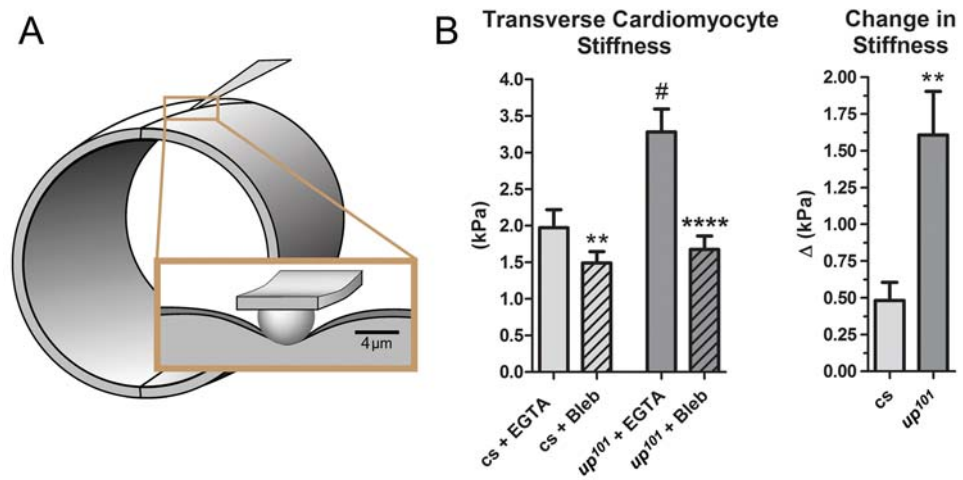 A
4μm
B
Transverse Cardiomyocyte
Stiffness
(kPa)
4.0
3.5
3.0
2.5
2.0
1.5
1.0
0.5
0.0
**
#
****
cs + EGTA
cs + Bleb
up¹⁰¹ + EGTA
up¹⁰¹ + Bleb
Change in
Stiffness
Δ (kPa)
2.00
1.75
1.50
1.25
1.00
0.75
0.50
0.25
0.00
**
cs
up¹⁰¹